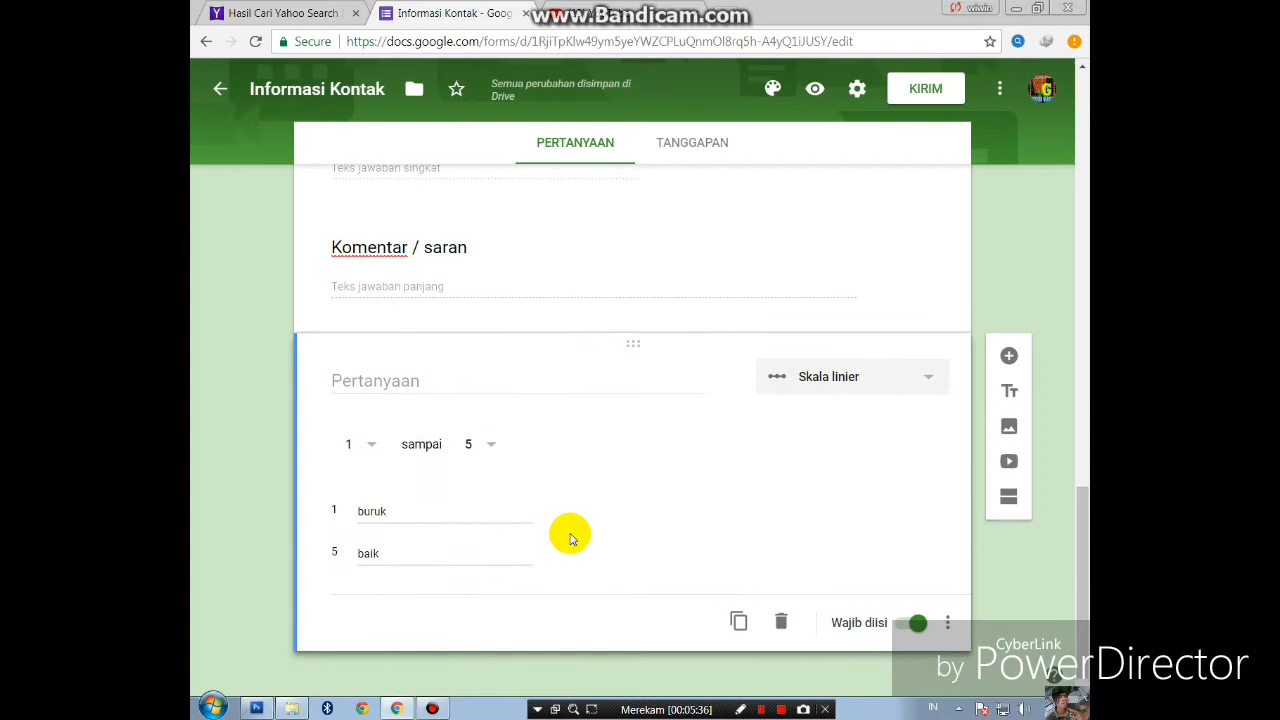 www.Bandicam.com
Hasil Cari Yahoo Search
Informasi Kontak - Goog
wiwin
Secure
https://docs.google.com/forms/d/1RjiTpKlw49ym5yeYWZCPLuQnmOl8rq5h-A4yQ1iJUSY/edit
Informasi Kontak
Semua perubahan disimpan di
Drive
KIRIM
PERTANYAAN
TANGGAPAN
Teks jawaban singkat
Komentar / saran
Teks jawaban panjang
Pertanyaan
Skala linier
1 sampai 5
1 buruk
5 baik
Wajib diisi
CyberLink
by PowerDirector
Merekam [00:05:36]
IN